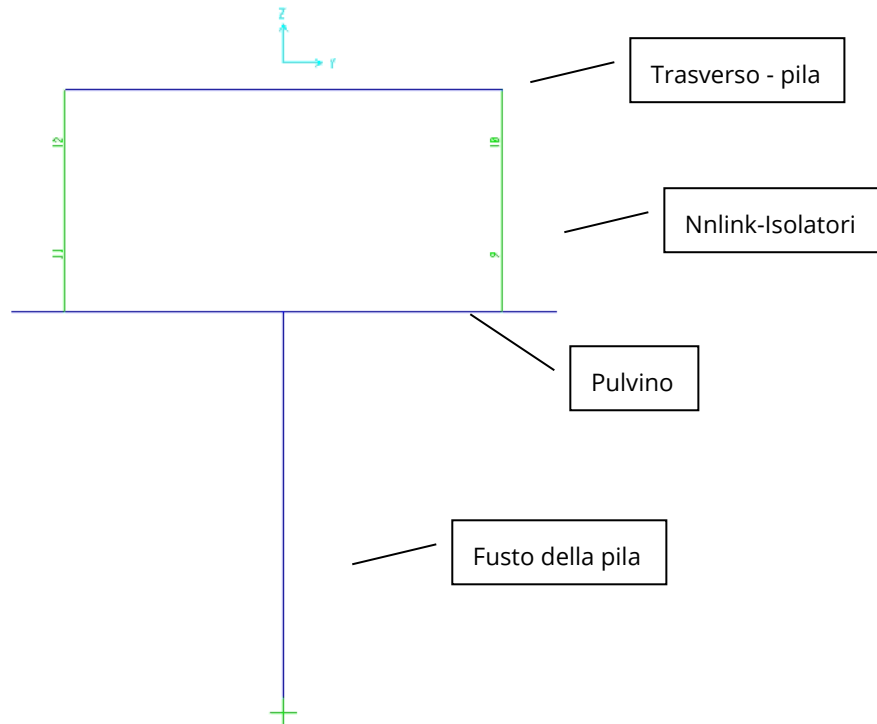 Z
Y
Trasverso - pila
12
10
Nnlink-Isolatori
11
9
Pulvino
Fusto della pila